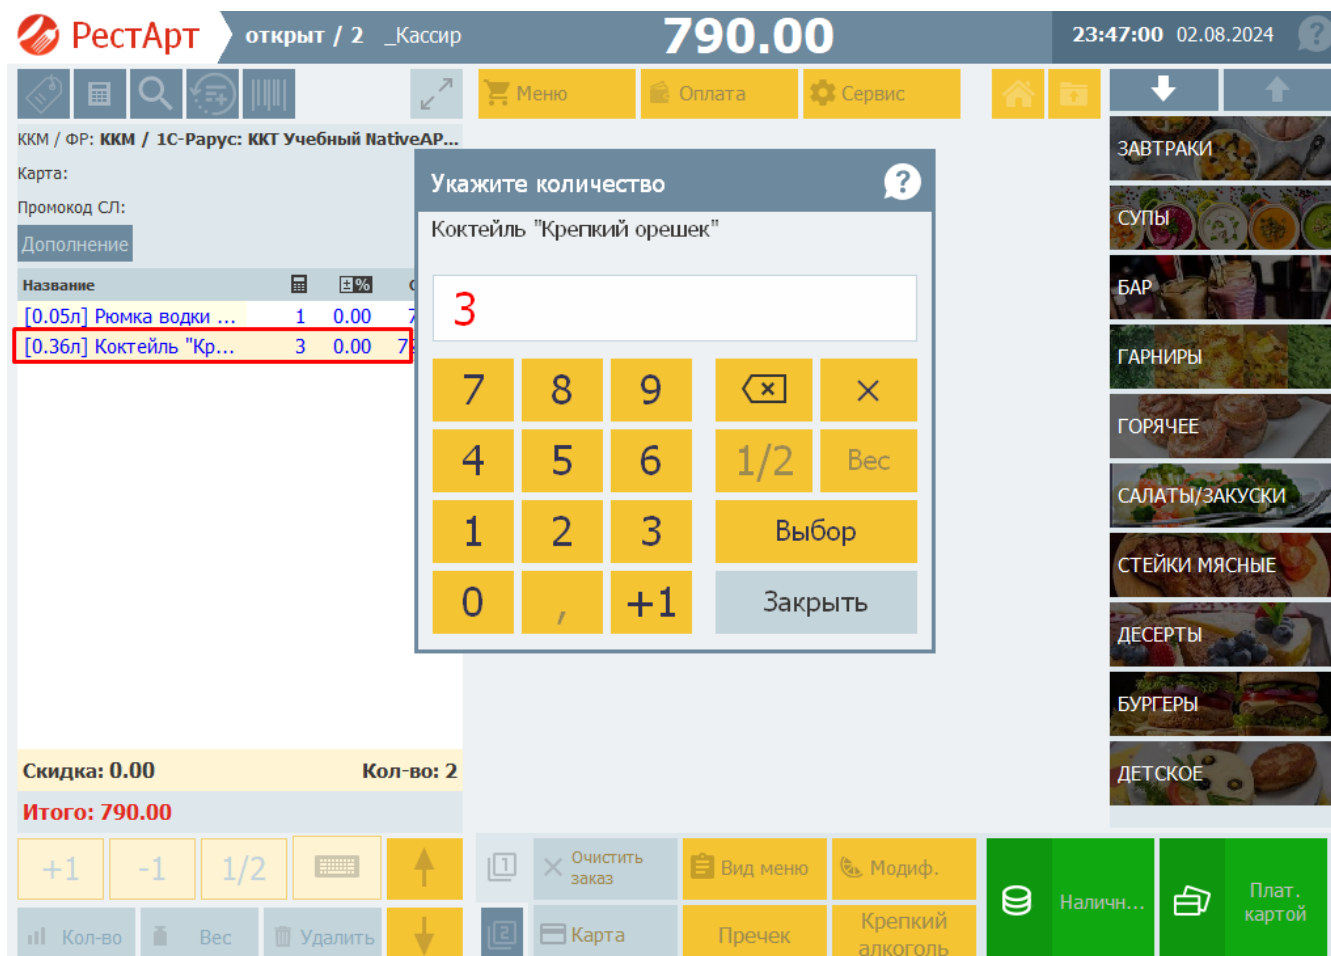 РестАрт открыт / 2 _Кассир 790.00 23:47:00 02.08.2024 ?
Меню Оплата Сервис
ККМ / ФР: ККМ / 1С-Рарус: ККТ Учебный NativeAP...
Карта:
Промокод СЛ:
Дополнение
Название ±%
[0.05л] Рюмка водки ... 1 0.00
[0.36л] Коктейль "Кр... 3 0.00
Скидка: 0.00 Кол-во: 2
Итого: 790.00
+1 -1 1/2
Кол-во Вес Удалить
Укажите количество ?
Коктейль "Крепкий орешек"
3
7 8 9 ×
4 5 6 1/2 Вес
1 2 3 Выбор
0 , +1 Закрыть
ЗАВТРАКИ
СУПЫ
БАР
ГАРНИРЫ
ГОРЯЧЕЕ
САЛАТЫ/ЗАКУСКИ
СТЕЙКИ МЯСНЫЕ
ДЕСЕРТЫ
БУРГЕРЫ
ДЕТСКОЕ
1 Очистить
заказ
Вид меню Модиф.
2 Карта Пречек
Крепкий
алкоголь
Наличн...
Плат.
картой